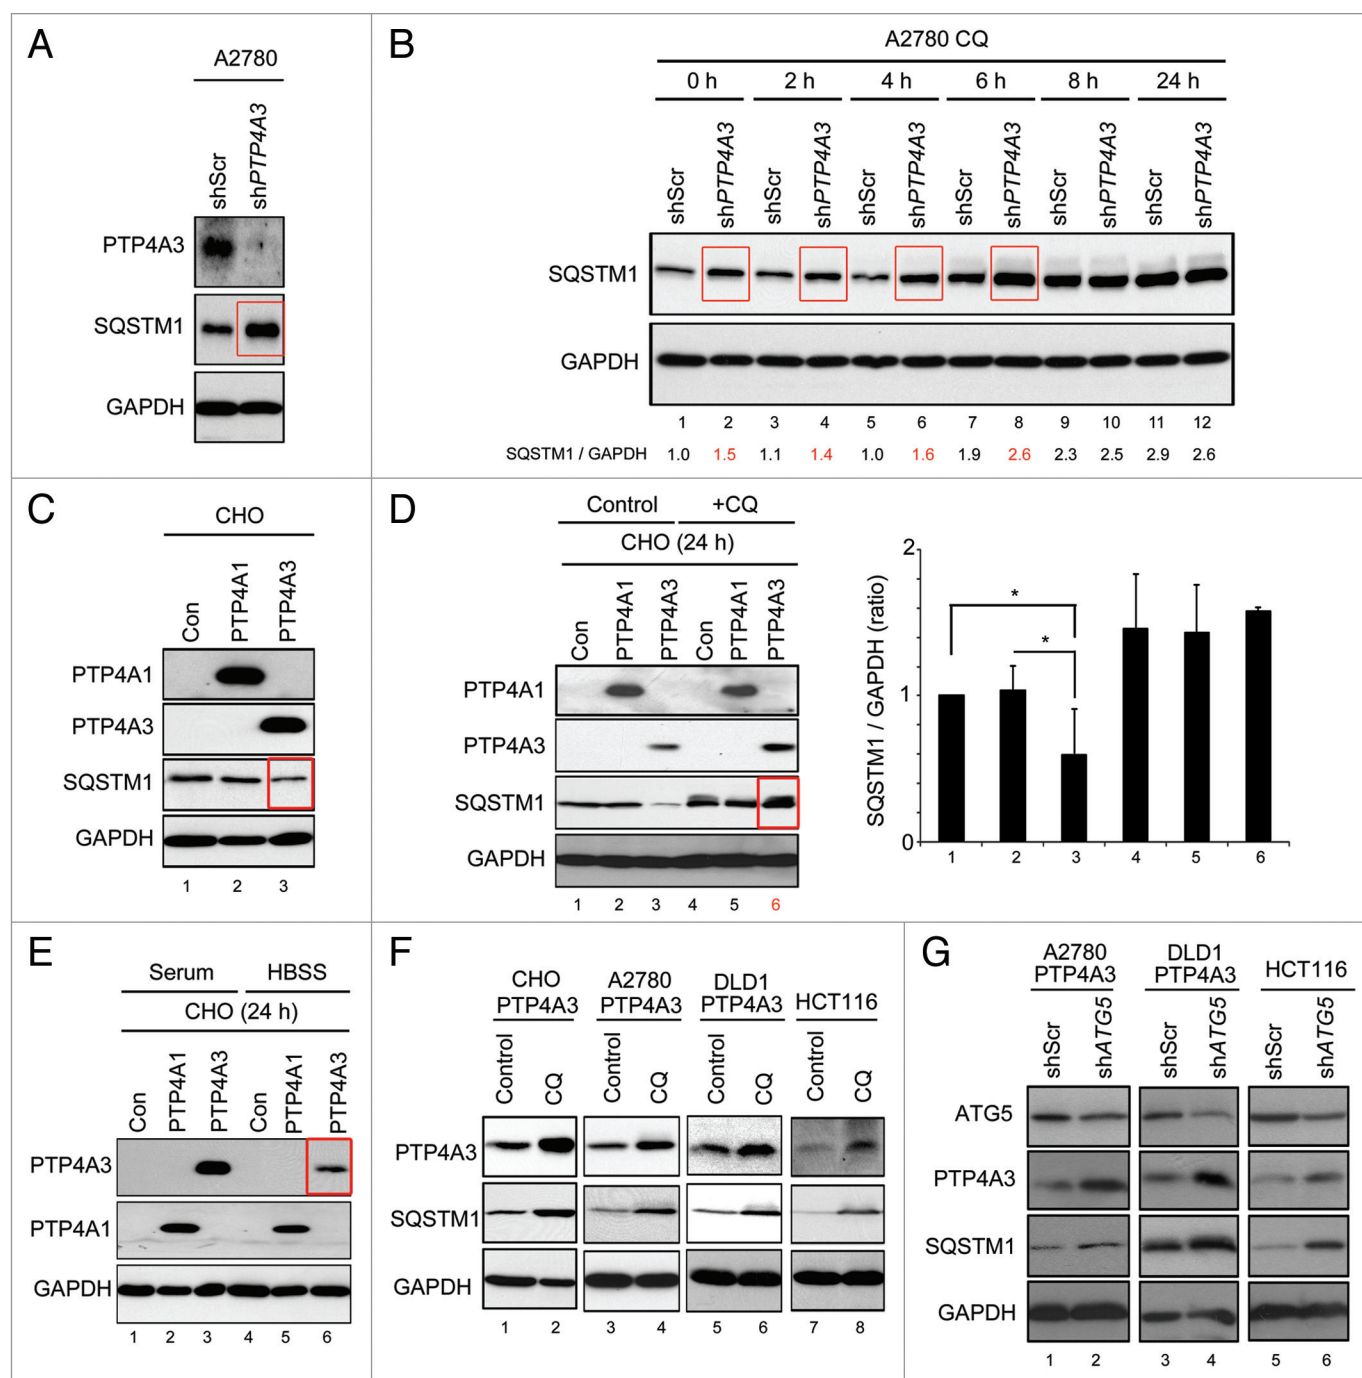 A
A2780
shScr
shPTP4A3
PTP4A3
SQSTM1
GAPDH
B
A2780 CQ
0 h 2 h 4 h 6 h 8 h 24 h
shScr shPTP4A3 shScr shPTP4A3 shScr shPTP4A3 shScr shPTP4A3 shScr shPTP4A3 shScr shPTP4A3
SQSTM1
GAPDH
1 2 3 4 5 6 7 8 9 10 11 12
SQSTM1 / GAPDH 1.0 1.5 1.1 1.4 1.0 1.6 1.9 2.6 2.3 2.5 2.9 2.6
C
CHO
Con PTP4A1 PTP4A3
PTP4A1
PTP4A3
SQSTM1
GAPDH
1 2 3
D
Control +CQ
CHO (24 h)
Con PTP4A1 PTP4A3 Con PTP4A1 PTP4A3
PTP4A1
PTP4A3
SQSTM1
GAPDH
1 2 3 4 5 6
SQSTM1 / GAPDH (ratio)
2
1
0
*
*
1 2 3 4 5 6
E
Serum HBSS
CHO (24 h)
Con PTP4A1 PTP4A3 Con PTP4A1 PTP4A3
PTP4A3
PTP4A1
GAPDH
1 2 3 4 5 6
F
CHO
PTP4A3
A2780
PTP4A3
DLD1
PTP4A3
HCT116
Control CQ Control CQ Control CQ Control CQ
PTP4A3
SQSTM1
GAPDH
1 2 3 4 5 6 7 8
G
A2780
PTP4A3
DLD1
PTP4A3
HCT116
shScr shATG5 shScr shATG5 shScr shATG5
ATG5
PTP4A3
SQSTM1
GAPDH
1 2 3 4 5 6